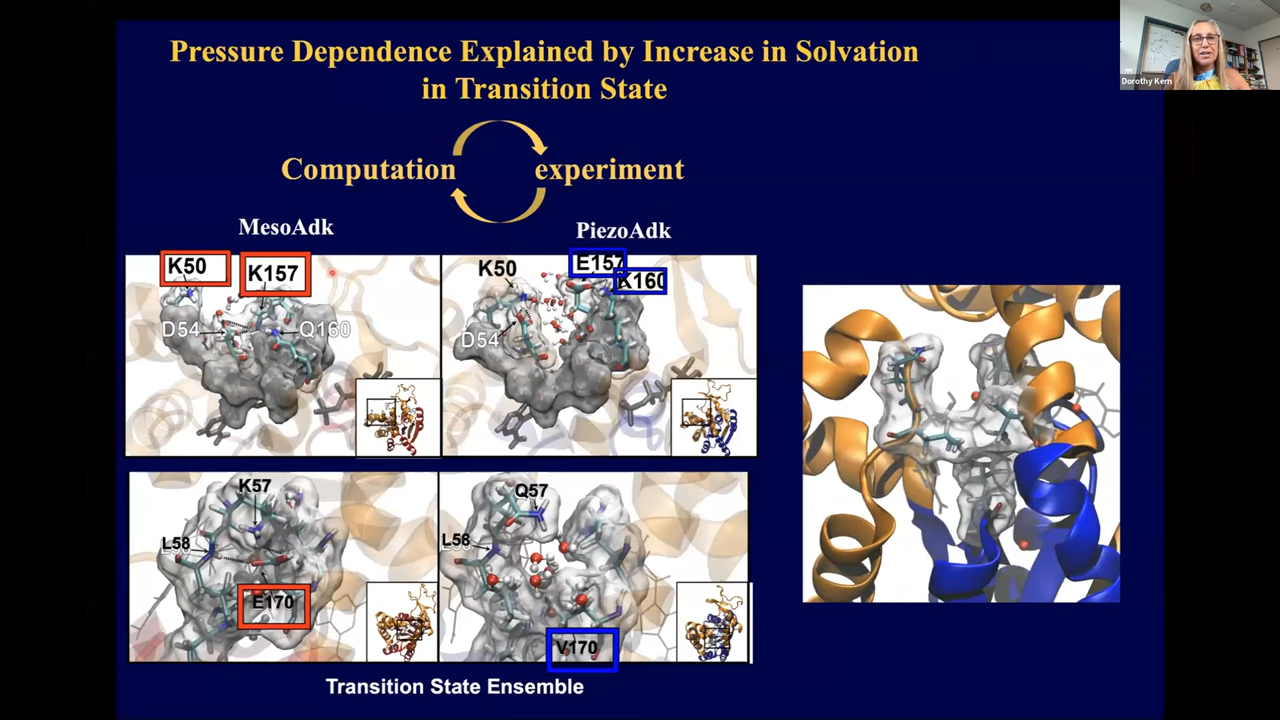 Pressure Dependence Explained by Increase in Solvation
in Transition State
Dorothy Kern
Computation experiment
MesoAdk
PiezoAdk
K50
K157
D54
Q160
K50
E157
K160
D54
K57
L58
E170
Q57
L58
V170
Transition State Ensemble